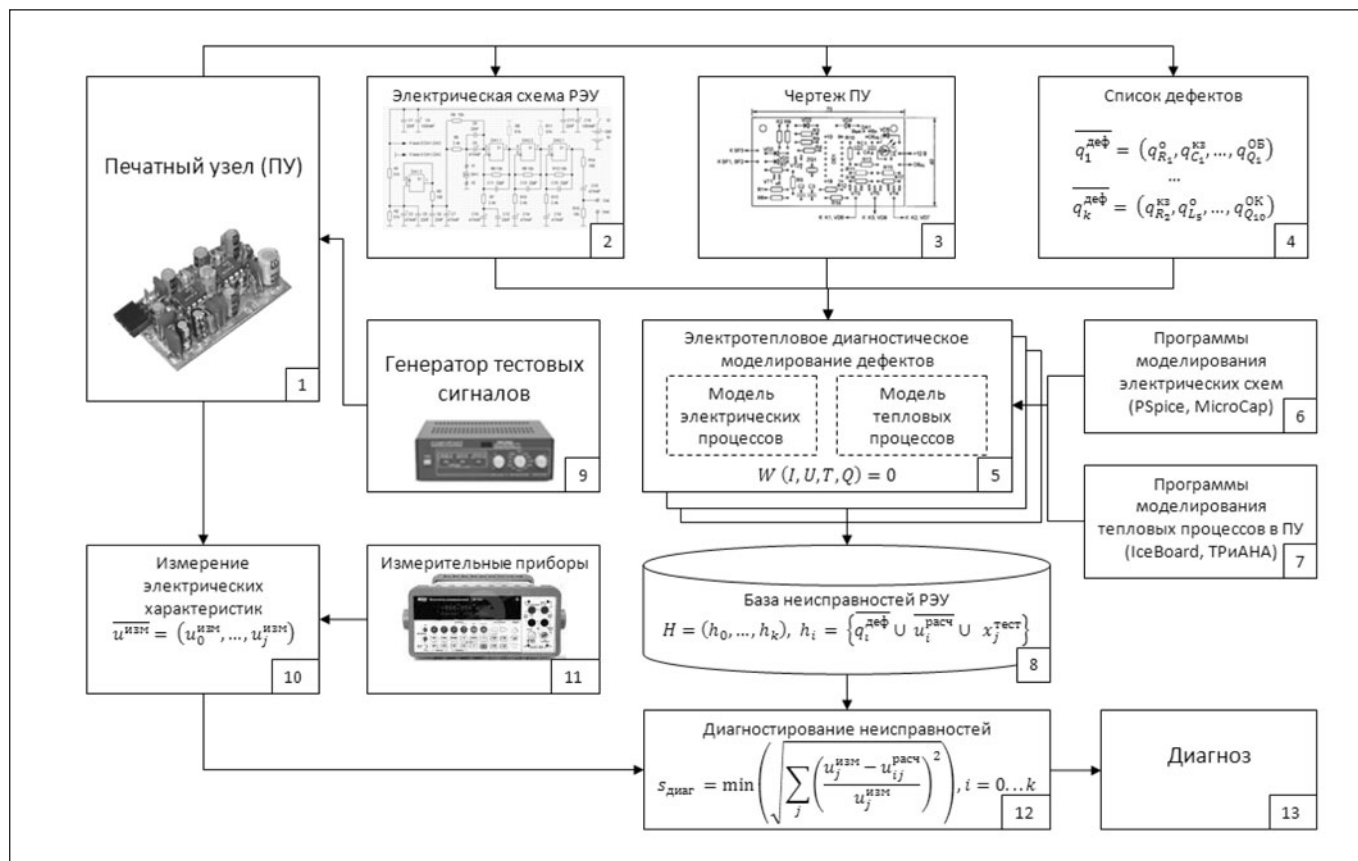 Печатный узел (ПУ)
1
Электрическая схема РЭУ
2
Чертеж ПУ
3
Список дефектов
q₁^деф = (q_R₁^о, q_C₁^кз, ..., q_Q₁^ОБ)
...
q_k^деф = (q_R₂^кз, q_L₅^о, ..., q_Q₁₀^ОК)
4
Электротепловое диагностическое
моделирование дефектов
Модель
электрических
процессов
Модель
тепловых
процессов
W (I, U, T, Q) = 0
5
Программы
моделирования
электрических схем
(PSpice, MicroCap)
6
Программы
моделирования
тепловых процессов в ПУ
(IceBoard, ТРиАНА)
7
Генератор тестовых
сигналов
9
База неисправностей РЭУ
H = (h₀, ..., h_k), h_i = {q_i^деф ∪ u_i^расч ∪ x_j^тест}
8
Измерение
электрических
характеристик
u^изм = (u₀^изм, ..., u_j^изм)
10
Измерительные приборы
11
Диагностирование неисправностей
s_диаг = min(√(∑_j ((u_j^изм − u_ij^расч)/u_j^изм)²)), i = 0...k
12
Диагноз
13